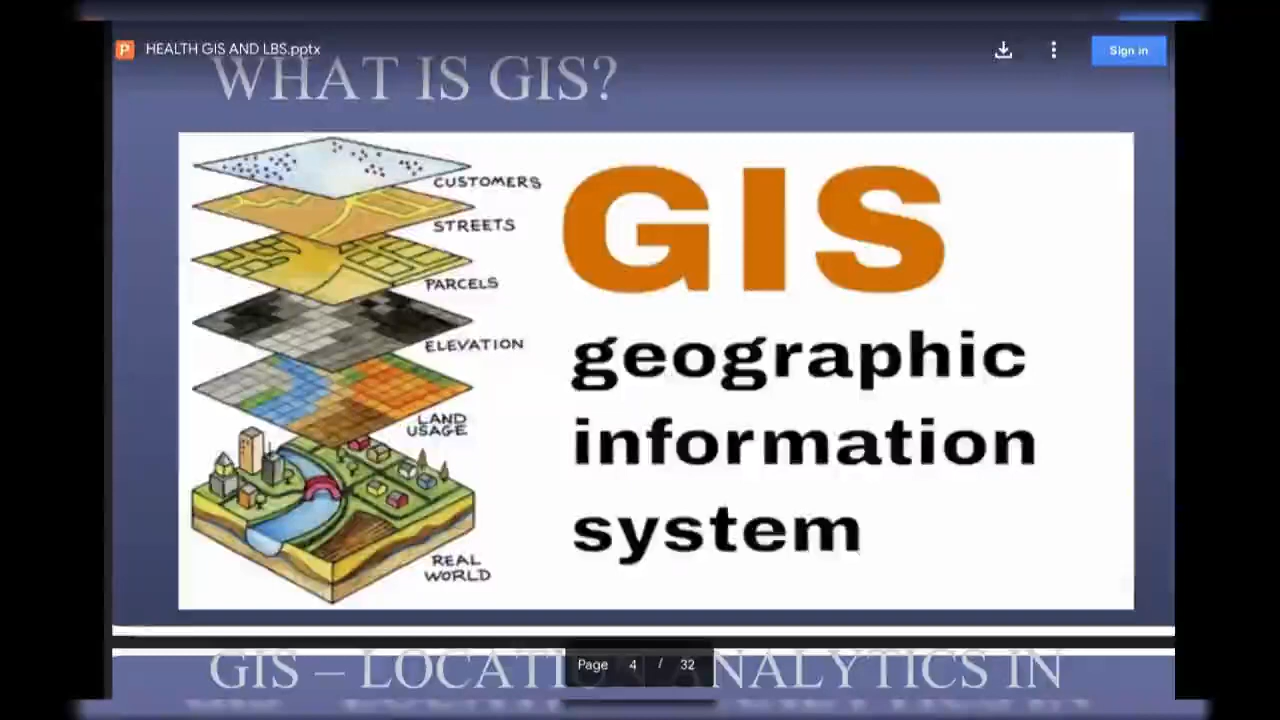 P HEALTH GIS AND LBS.pptx
Sign in
WHAT IS GIS?
CUSTOMERS
STREETS
PARCELS
ELEVATION
LAND
USAGE
REAL
WORLD
GIS
geographic
information
system
Page 4 / 32
GIS – LOCATION ANALYTICS IN